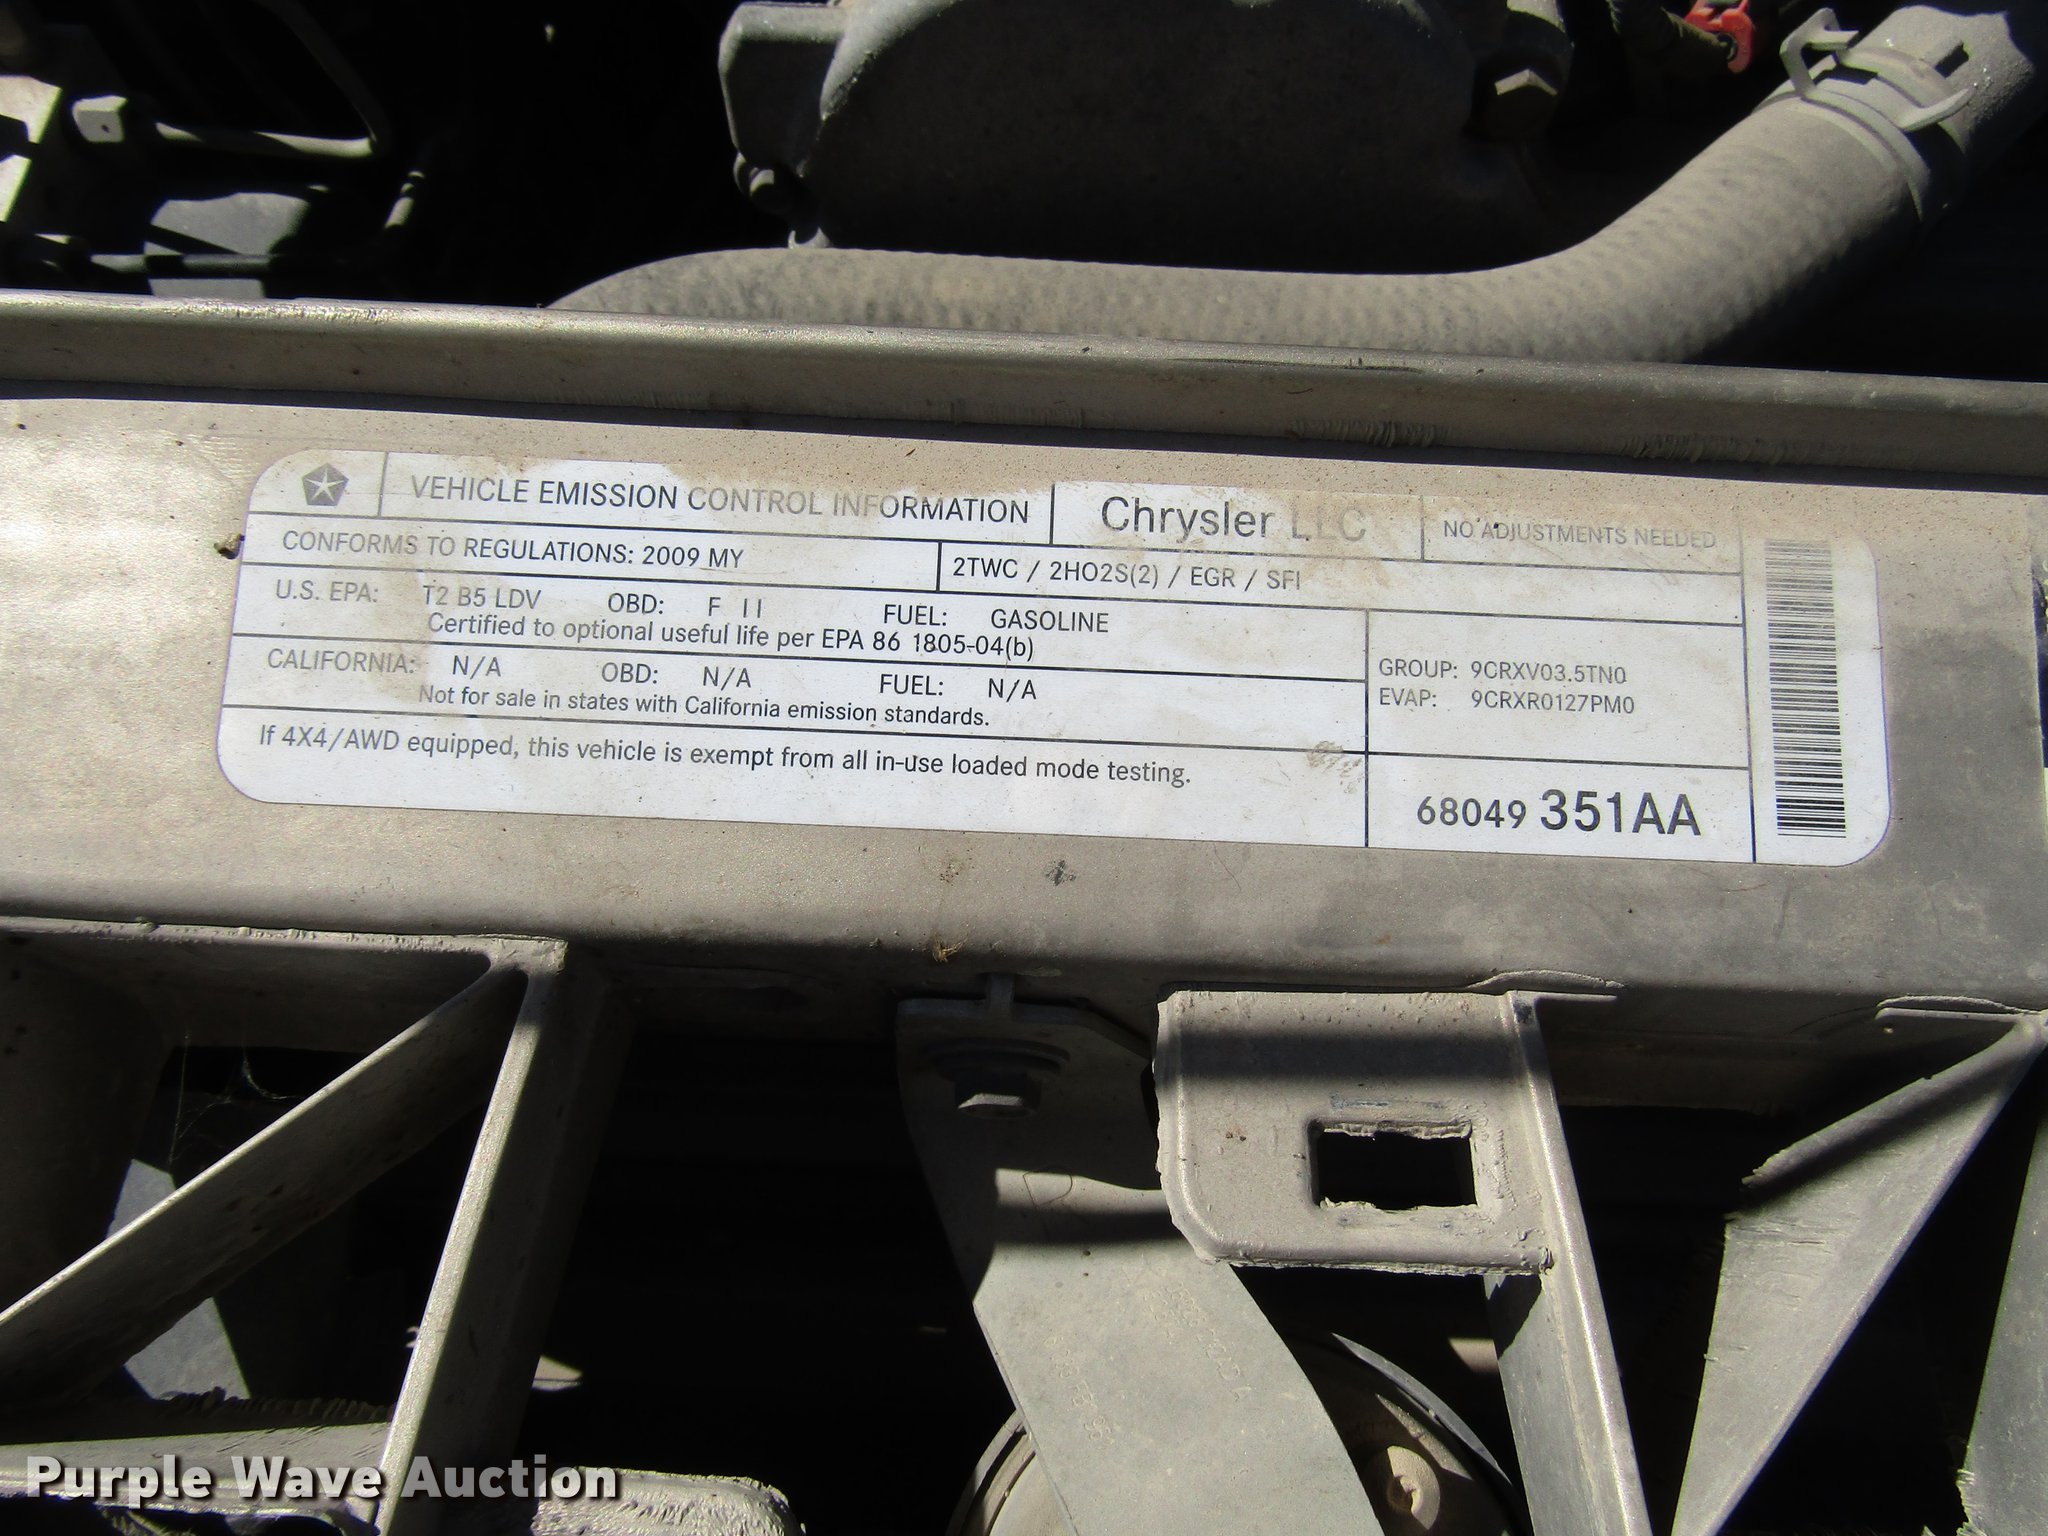 VEHICLE EMISSION CONTROL INFORMATION
Chrysler LLC
NO ADJUSTMENTS NEEDED
CONFORMS TO REGULATIONS: 2009 MY
2TWC / 2HO2S(2) / EGR / SFI
U.S. EPA: T2 B5 LDV OBD: F II FUEL: GASOLINE
Certified to optional useful life per EPA 86 1805-04(b)
CALIFORNIA: N/A OBD: N/A FUEL: N/A
Not for sale in states with California emission standards.
GROUP: 9CRXV03.5TN0
EVAP: 9CRXR0127PM0
If 4X4/AWD equipped, this vehicle is exempt from all in-use loaded mode testing.
68049 351AA
Purple Wave Auction